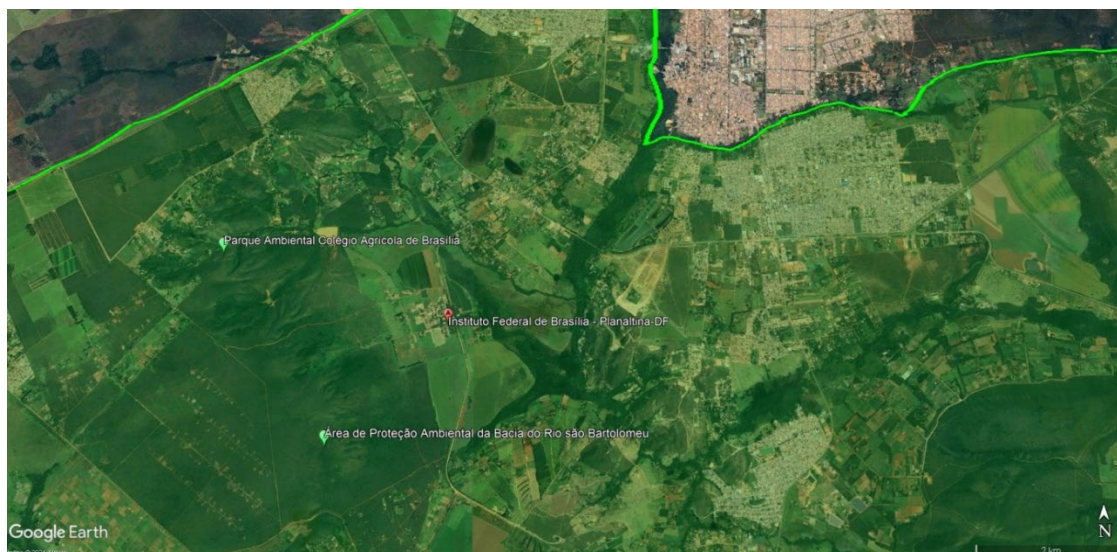 Parque Ambiental Colégio Agrícola de Brasília
Instituto Federal de Brasília - Planaltina-DF
Área de Proteção Ambiental da Bacia do Rio são Bartolomeu
Google Earth
N
2 km